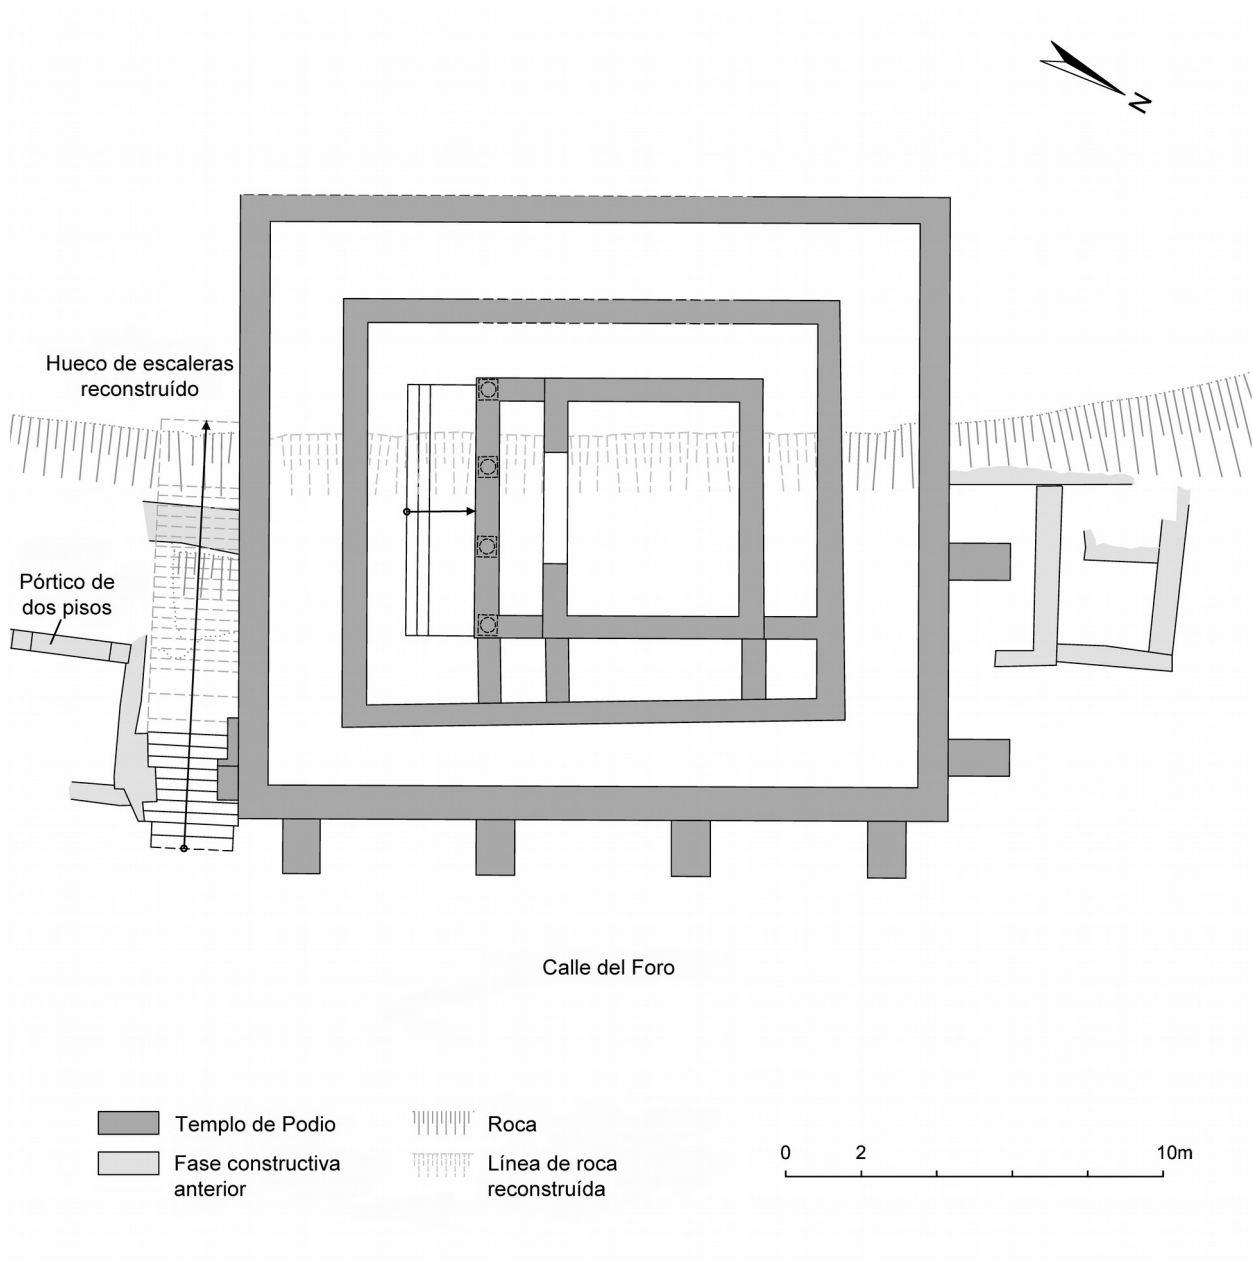 N
Hueco de escaleras
reconstruído
Pórtico de
dos pisos
Calle del Foro
Templo de Podio
Fase constructiva
anterior
Roca
Línea de roca
reconstruída
0 2 10m